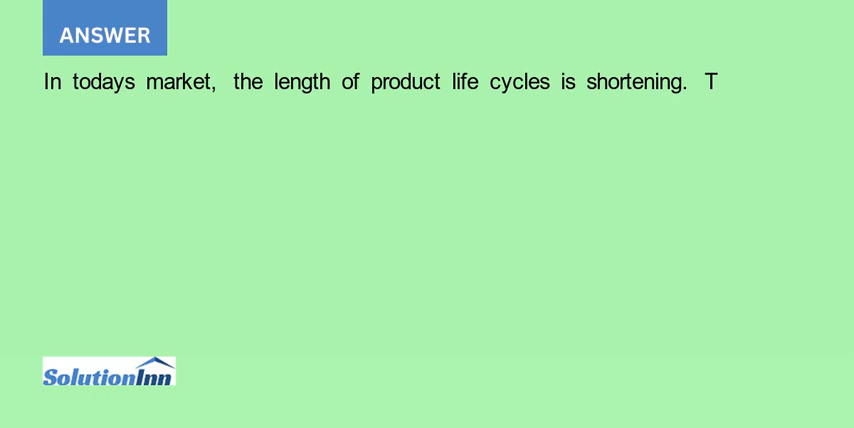 ANSWER
In todays market, the length of product life cycles is shortening. T
SolutionInn